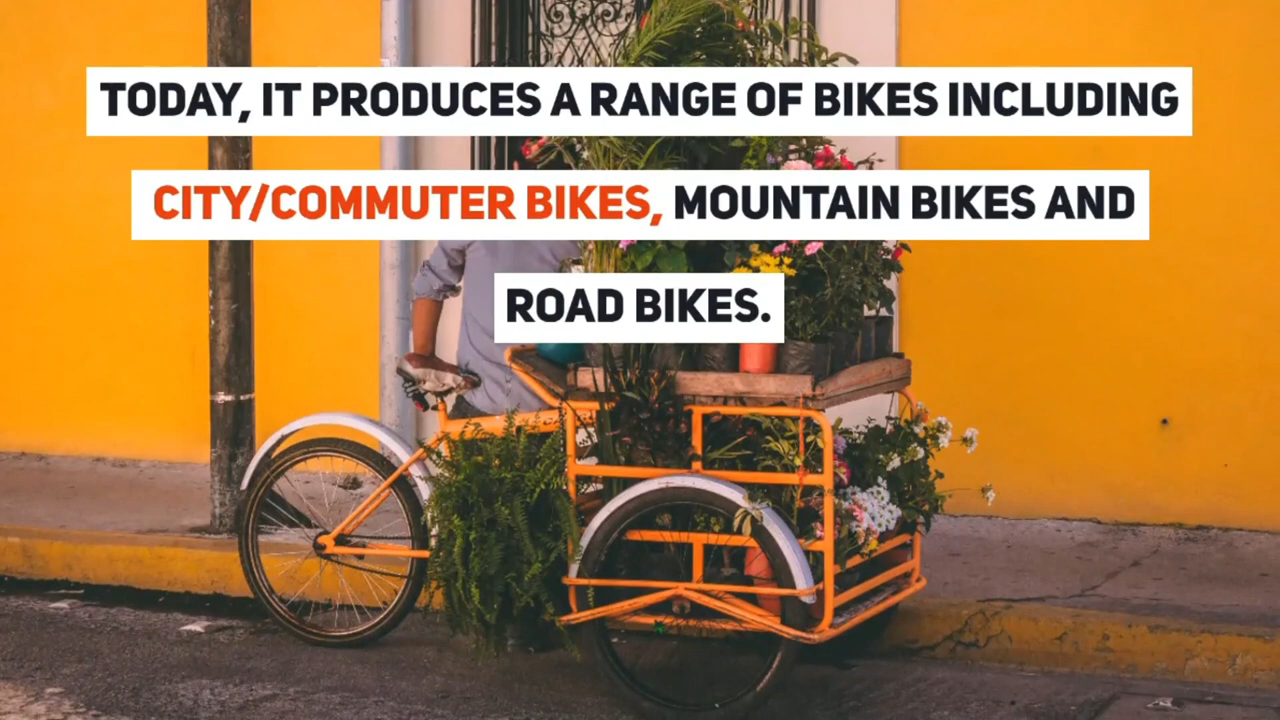 TODAY, IT PRODUCES A RANGE OF BIKES INCLUDING
CITY/COMMUTER BIKES, MOUNTAIN BIKES AND
ROAD BIKES.